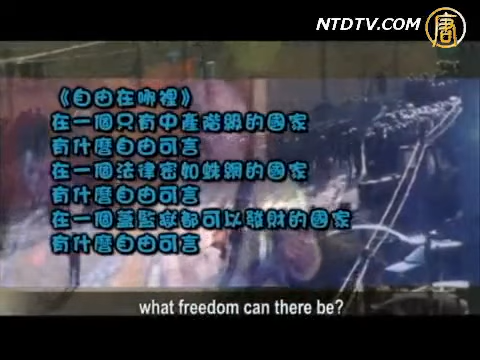 NTDTV.COM 唐
《自由在哪裡》
在一個只有中產階級的國家
有什麼自由可言
在一個法律密如蛛網的國家
有什麼自由可言
在一個蓋監獄都可以發財的國家
有什麼自由可言
what freedom can there be?